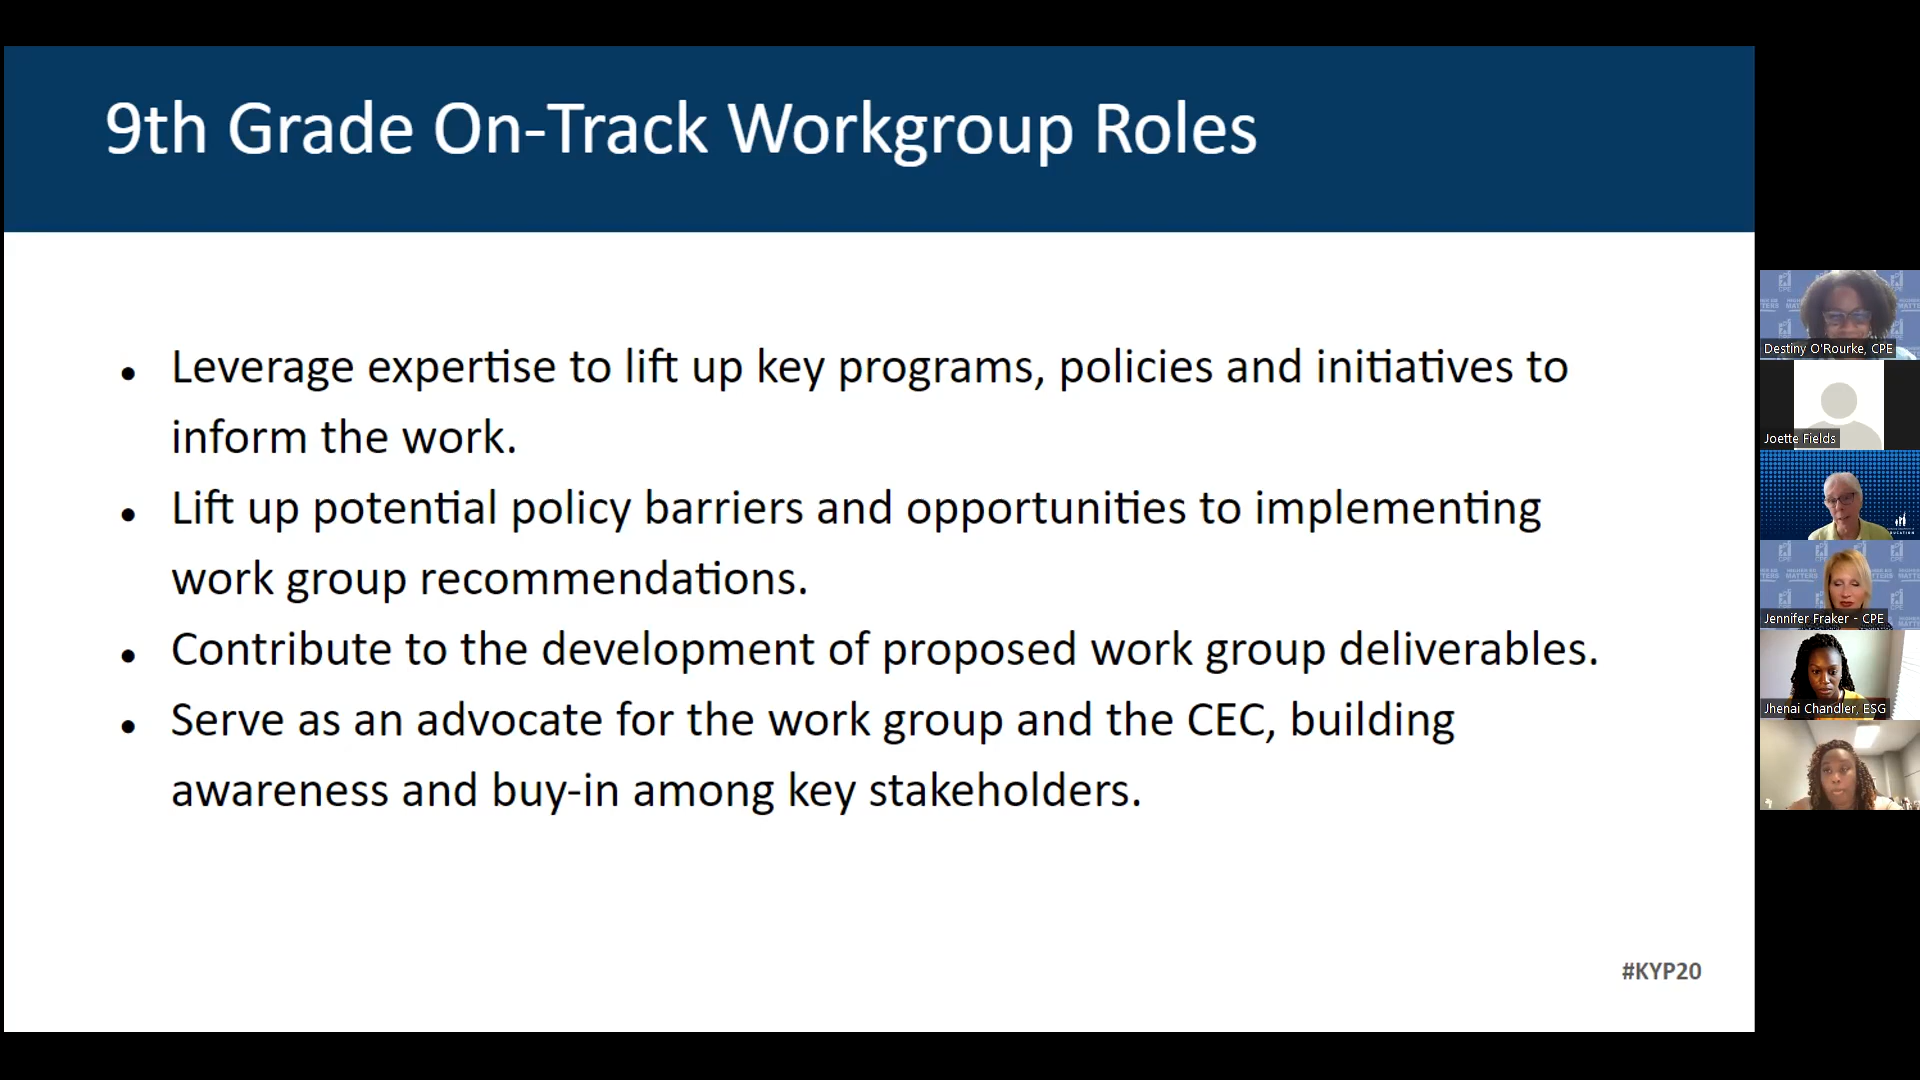 9th Grade On-Track Workgroup Roles
• Leverage expertise to lift up key programs, policies and initiatives to
inform the work.
• Lift up potential policy barriers and opportunities to implementing
work group recommendations.
• Contribute to the development of proposed work group deliverables.
• Serve as an advocate for the work group and the CEC, building
awareness and buy-in among key stakeholders.
#KYP20
Destiny O'Rourke, CPE
Joette Fields
Jennifer Fraker - CPE
Jhenai Chandler, ESG